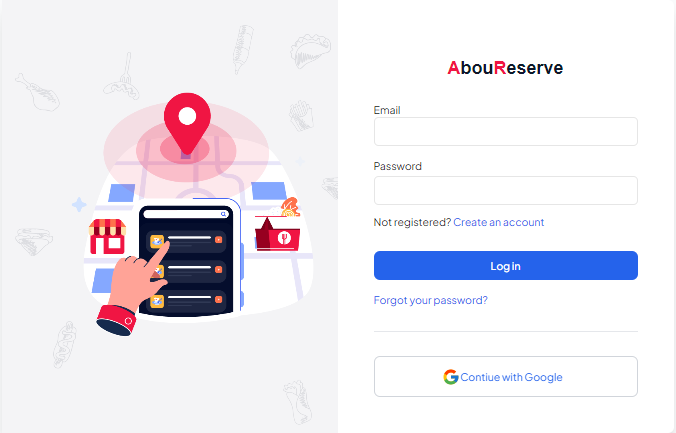 AbouReserve
Email
Password
Not registered? Create an account
Log in
Forgot your password?
Contiue with Google